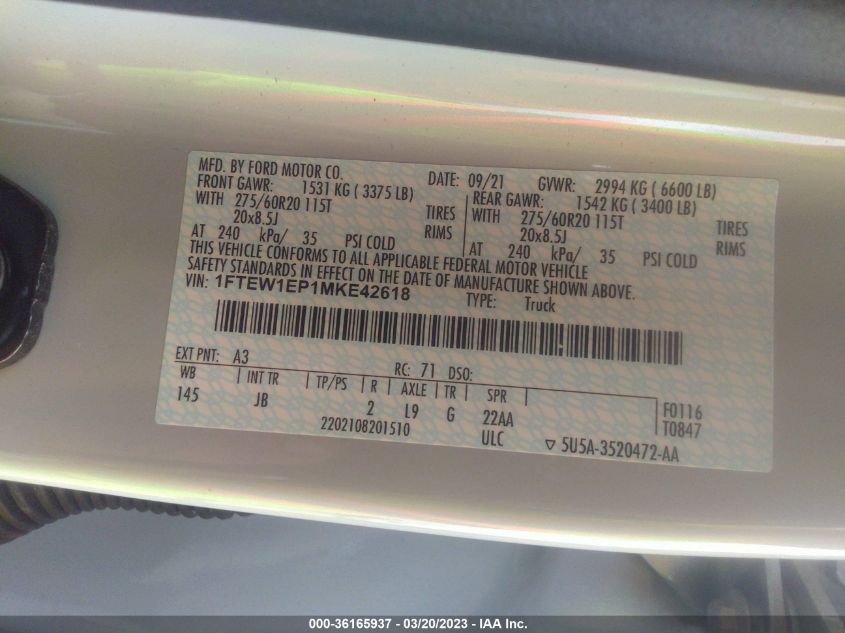 MFD. BY FORD MOTOR CO.
DATE: 09/21 GVWR: 2994 KG ( 6600 LB)
FRONT GAWR: 1531 KG ( 3375 LB) REAR GAWR: 1542 KG ( 3400 LB)
WITH 275/60R20 115T TIRES WITH 275/60R20 115T TIRES
20x8.5J RIMS 20x8.5J RIMS
AT 240 kPa/ 35 PSI COLD AT 240 kPa/ 35 PSI COLD
THIS VEHICLE CONFORMS TO ALL APPLICABLE FEDERAL MOTOR VEHICLE
SAFETY STANDARDS IN EFFECT ON THE DATE OF MANUFACTURE SHOWN ABOVE.
VIN: 1FTEW1EP1MKE42618 TYPE: Truck
EXT PNT: A3 RC: 71 DSO:
WB INT TR TP/PS R AXLE TR SPR
145 JB 2 L9 G 22AA F0116
2202108201510 ULC T0847
▽ 5U5A-3520472-AA
000-36165937 / 03/20/2023 - IAA Inc.